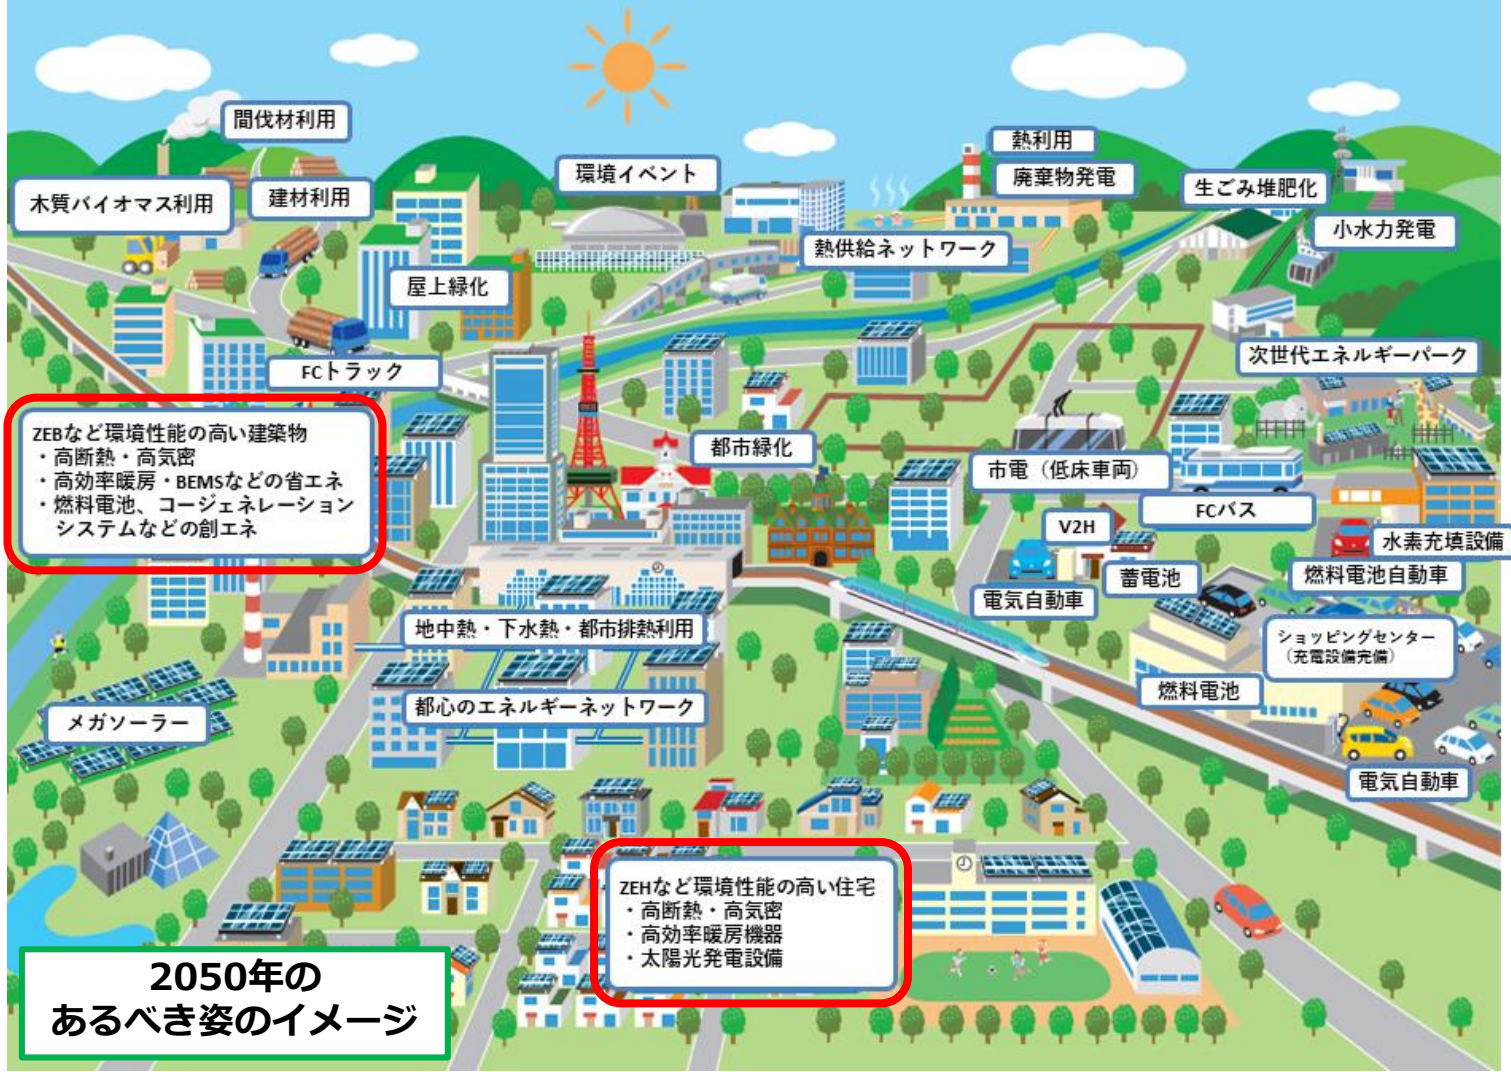 間伐材利用
熱利用
環境イベント
廃棄物発電
生ごみ堆肥化
木質バイオマス利用
建材利用
小水力発電
熱供給ネットワーク
屋上緑化
次世代エネルギーパーク
FCトラック
ZEBなど環境性能の高い建築物
・高断熱・高気密
・高効率暖房・BEMSなどの省エネ
・燃料電池、コージェネレーション
システムなどの創エネ
都市緑化
市電（低床車両）
FCバス
V2H
水素充填設備
蓄電池
燃料電池自動車
電気自動車
地中熱・下水熱・都市排熱利用
ショッピングセンター
（充電設備完備）
燃料電池
都心のエネルギーネットワーク
メガソーラー
電気自動車
ZEHなど環境性能の高い住宅
・高断熱・高気密
・高効率暖房機器
・太陽光発電設備
2050年の
あるべき姿のイメージ